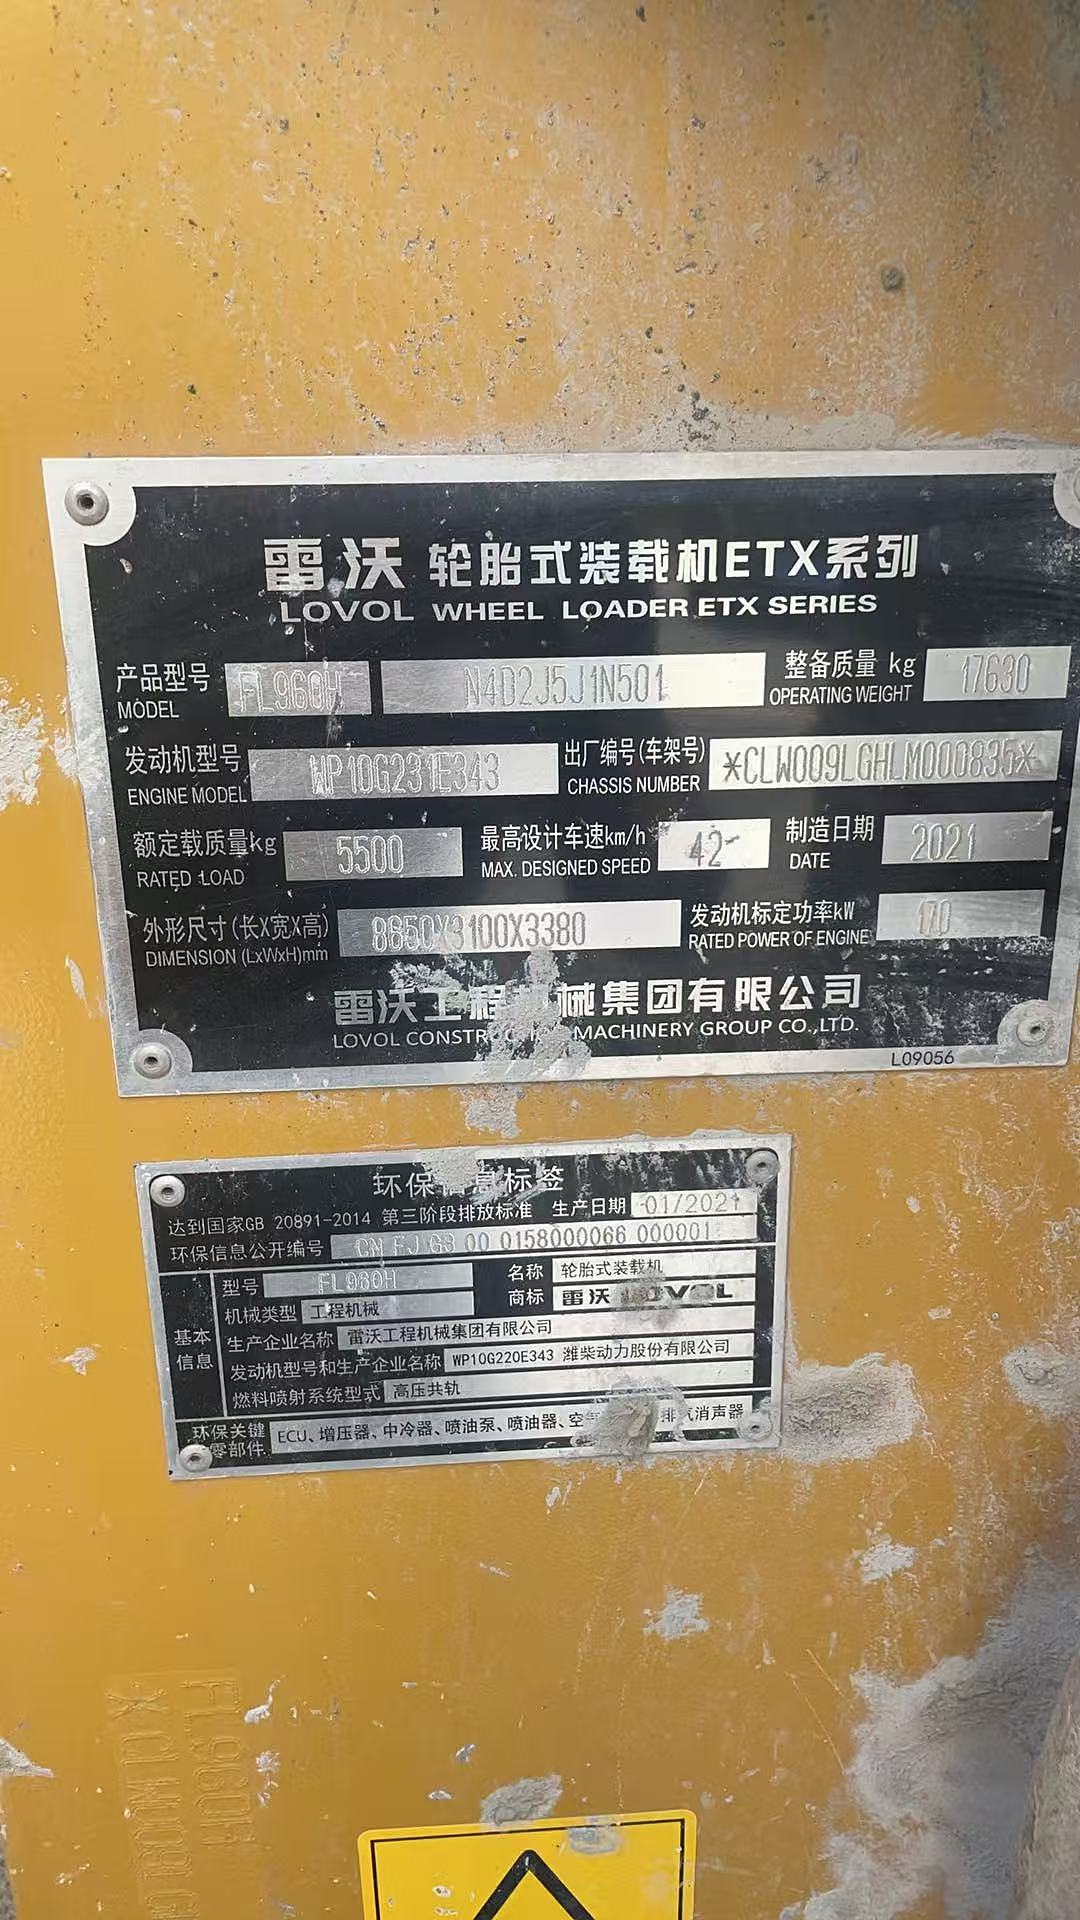 雷沃 轮胎式装载机ETX系列
LOVOL WHEEL LOADER ETX SERIES
产品型号 FL960H N4D2J5J1N501 整备质量 kg 17630
MODEL OPERATING WEIGHT
发动机型号 WP10G231E343 出厂编号(车架号) *CLW009LGHLM000835*
ENGINE MODEL CHASSIS NUMBER
额定载质量kg 5500 最高设计车速km/h 42 制造日期 2021
RATED LOAD MAX. DESIGNED SPEED DATE
外形尺寸(长X宽X高) 8650X3100X3380 发动机标定功率kW 170
DIMENSION (LxWxH)mm RATED POWER OF ENGINE
雷沃工程机械集团有限公司
LOVOL CONSTRUCTION MACHINERY GROUP CO.,LTD.
L09056
环保信息标签
达到国家GB 20891-2014 第三阶段排放标准 生产日期 01/2021
环保信息公开编号 CN FJ G3 00 0158000066 000001
基本信息
型号 FL960H 名称 轮胎式装载机
机械类型 工程机械 商标 雷沃 LOVOL
生产企业名称 雷沃工程机械集团有限公司
发动机型号和生产企业名称 WP10G220E343 潍柴动力股份有限公司
燃料喷射系统型式 高压共轨
环保关键零部件 ECU、增压器、中冷器、喷油泵、喷油器、空 排气消声器
FL960H